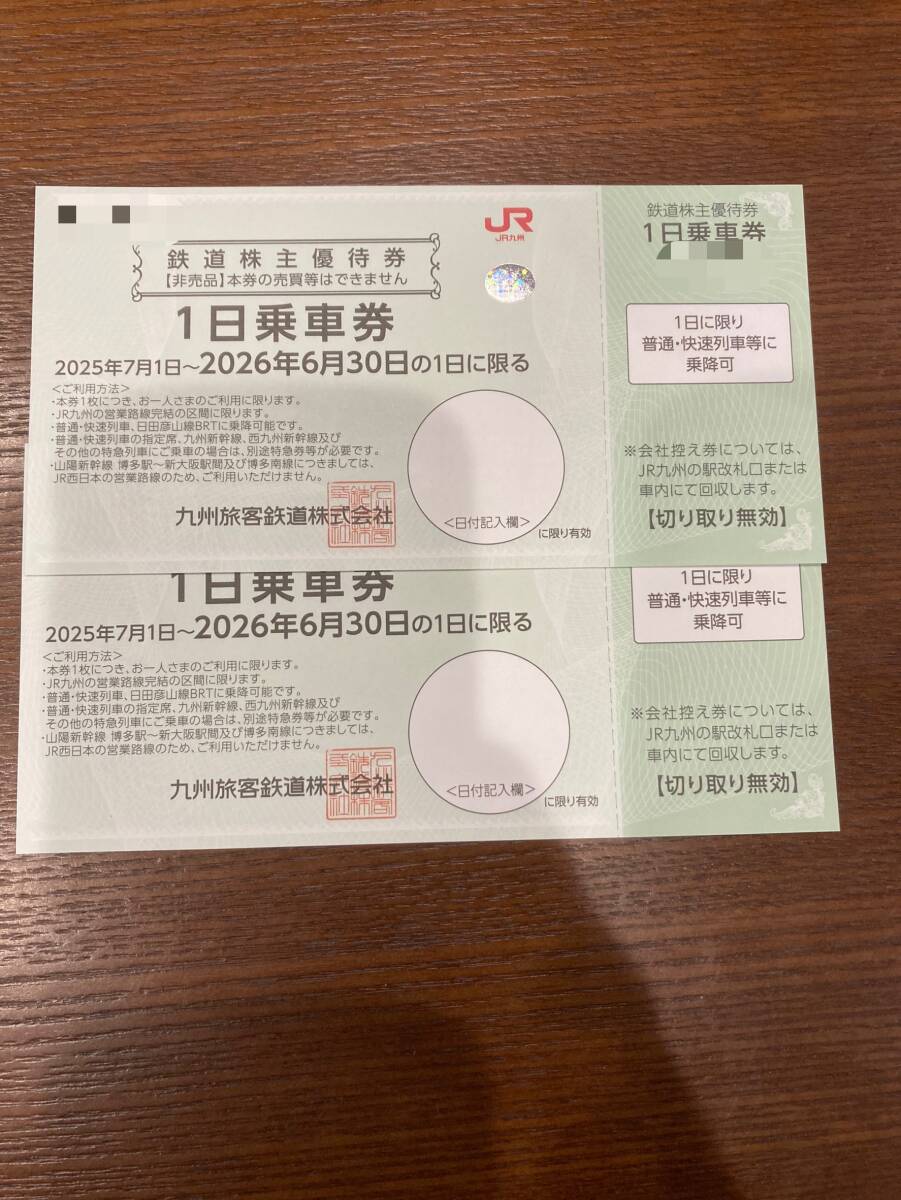 JR
JR九州
鉄道株主優待券
【非売品】本券の売買等はできません
1日乗車券
2025年7月1日～2026年6月30日の1日に限る
＜ご利用方法＞
・本券1枚につき、お一人さまのご利用に限ります。
・JR九州の営業路線完結の区間に限ります。
・普通・快速列車、日田彦山線BRTに乗降可能です。
・普通・快速列車の指定席、九州新幹線、西九州新幹線及び
その他の特急列車にご乗車の場合は、別途特急券等が必要です。
・山陽新幹線 博多駅～新大阪駅間及び博多南線につきましては、
JR西日本の営業路線のため、ご利用いただけません。
九州旅客鉄道株式会社
＜日付記入欄＞
に限り有効
鉄道株主優待券
1日乗車券
1日に限り
普通・快速列車等に
乗降可
※会社控え券については、
JR九州の駅改札口または
車内にて回収します。
【切り取り無効】
1日乗車券
2025年7月1日～2026年6月30日の1日に限る
＜ご利用方法＞
・本券1枚につき、お一人さまのご利用に限ります。
・JR九州の営業路線完結の区間に限ります。
・普通・快速列車、日田彦山線BRTに乗降可能です。
・普通・快速列車の指定席、九州新幹線、西九州新幹線及び
その他の特急列車にご乗車の場合は、別途特急券等が必要です。
・山陽新幹線 博多駅～新大阪駅間及び博多南線につきましては、
JR西日本の営業路線のため、ご利用いただけません。
九州旅客鉄道株式会社
＜日付記入欄＞
に限り有効
1日に限り
普通・快速列車等に
乗降可
※会社控え券については、
JR九州の駅改札口または
車内にて回収します。
【切り取り無効】